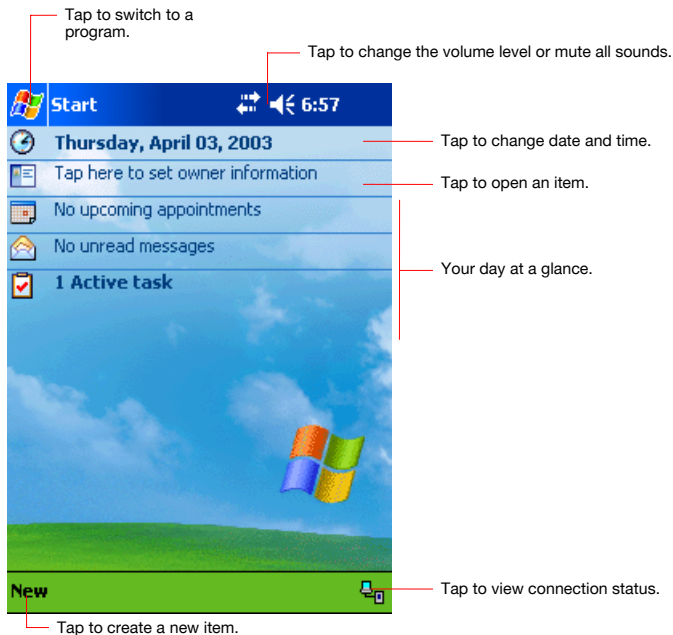 Tap to switch to a
program.
Tap to change the volume level or mute all sounds.
Start
6:57
Thursday, April 03, 2003
Tap to change date and time.
Tap here to set owner information
Tap to open an item.
No upcoming appointments
No unread messages
Your day at a glance.
1 Active task
New
Tap to view connection status.
Tap to create a new item.